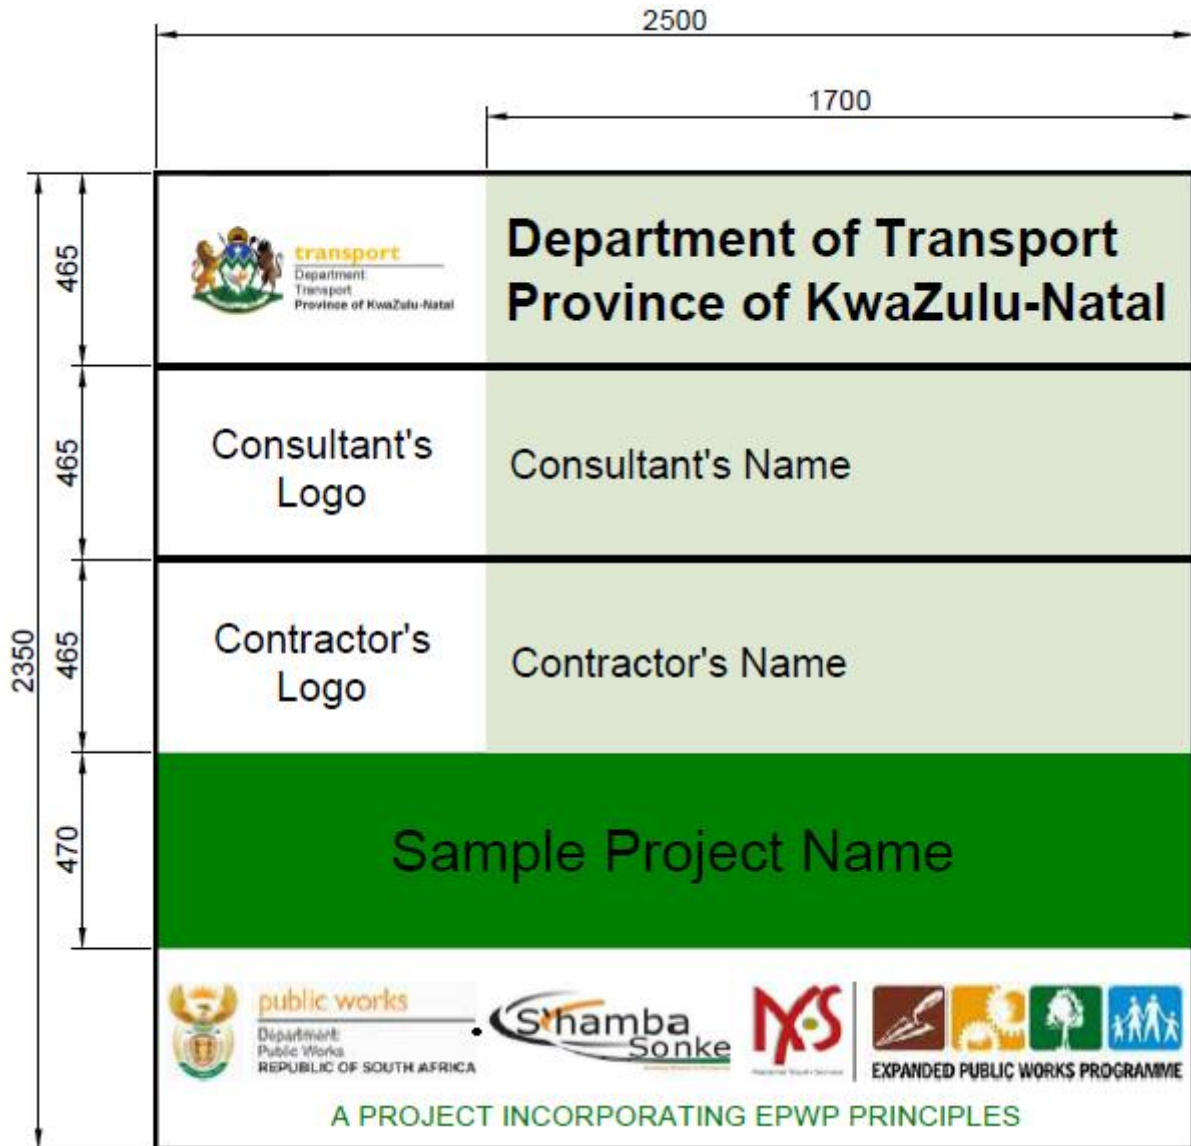 2500
1700
465
transport
Department:
Transport
Province of KwaZulu-Natal
Department of Transport
Province of KwaZulu-Natal
465
Consultant's
Logo
Consultant's Name
2350
465
Contractor's
Logo
Contractor's Name
470
Sample Project Name
public works
Department:
Public Works
REPUBLIC OF SOUTH AFRICA
S'hamba
Sonke
NYS
EXPANDED PUBLIC WORKS PROGRAMME
A PROJECT INCORPORATING EPWP PRINCIPLES